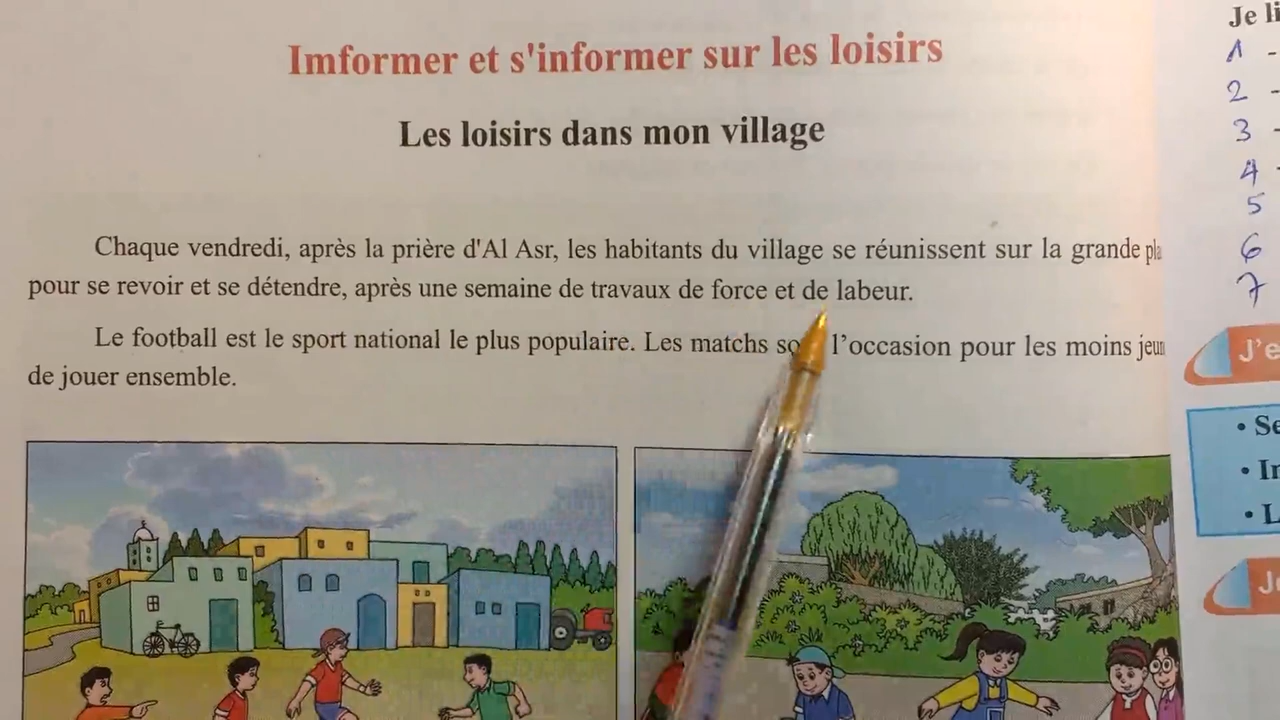 Imformer et s'informer sur les loisirs
Les loisirs dans mon village
Chaque vendredi, après la prière d'Al Asr, les habitants du village se réunissent sur la grande
pour se revoir et se détendre, après une semaine de travaux de force et de labeur.
Le football est le sport national le plus populaire. Les matchs l'occasion pour les moins
de jouer ensemble.
Je
1 -
2 -
3 -
4 -
5
6
7
J'e
• Se
•
• L